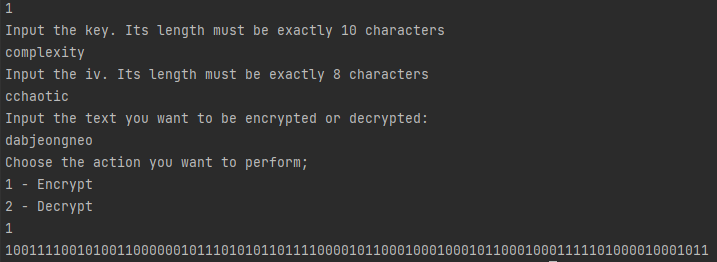 1
Input the key. Its length must be exactly 10 characters
complexity
Input the iv. Its length must be exactly 8 characters
cchaotic
Input the text you want to be encrypted or decrypted:
dabjeongneo
Choose the action you want to perform;
1 - Encrypt
2 - Decrypt
1
1001111001010011000000101110101011011110000101100010001000101100010001111101000010001011